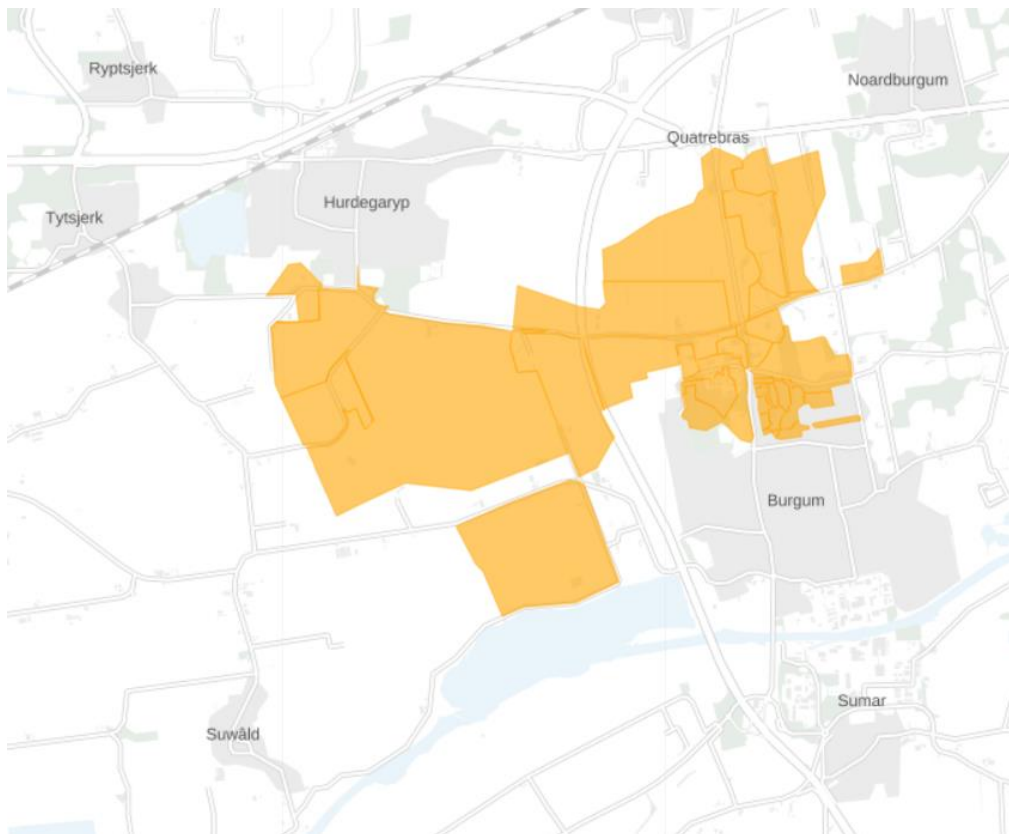 Ryptsjerk
Noardburgum
Quatrebras
Hurdegaryp
Tytsjerk
Burgum
Sumar
Suwâld